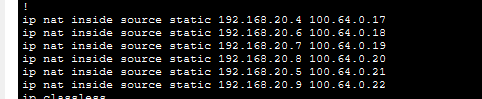 !
ip nat inside source static 192.168.20.4 100.64.0.17
ip nat inside source static 192.168.20.6 100.64.0.18
ip nat inside source static 192.168.20.7 100.64.0.19
ip nat inside source static 192.168.20.8 100.64.0.20
ip nat inside source static 192.168.20.5 100.64.0.21
ip nat inside source static 192.168.20.9 100.64.0.22
ip classless